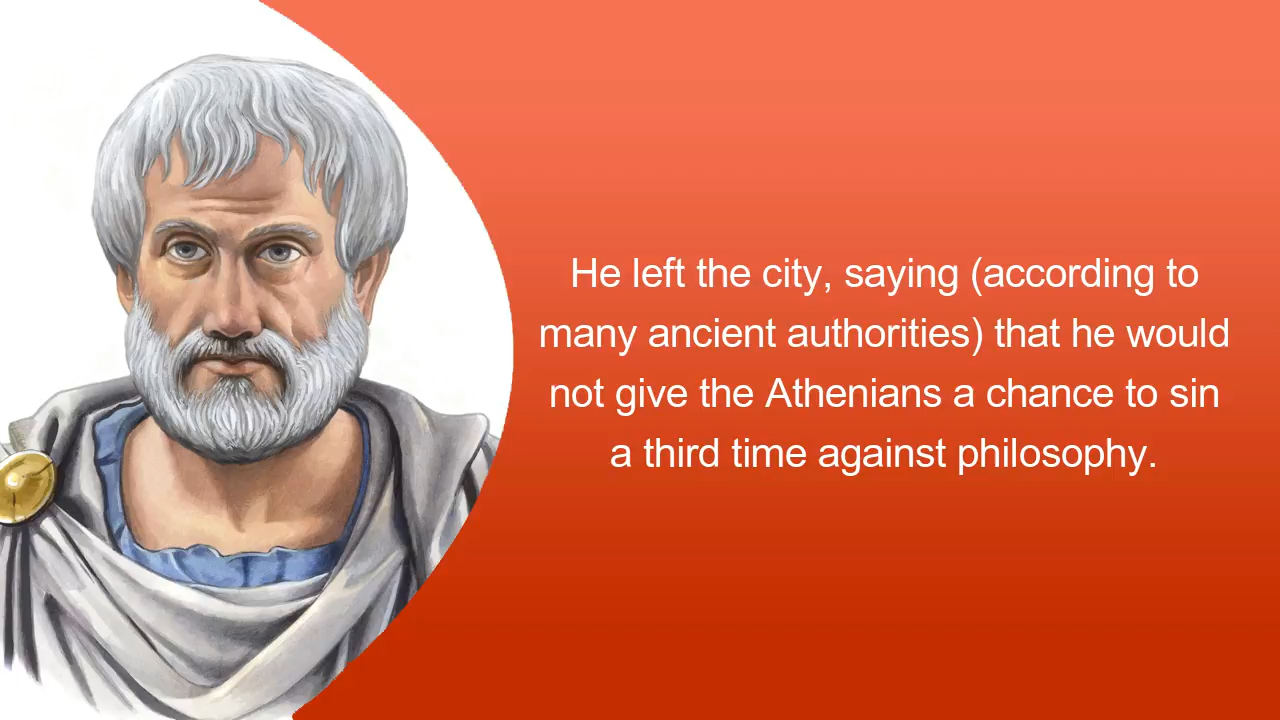 He left the city, saying (according to
many ancient authorities) that he would
not give the Athenians a chance to sin
a third time against philosophy.